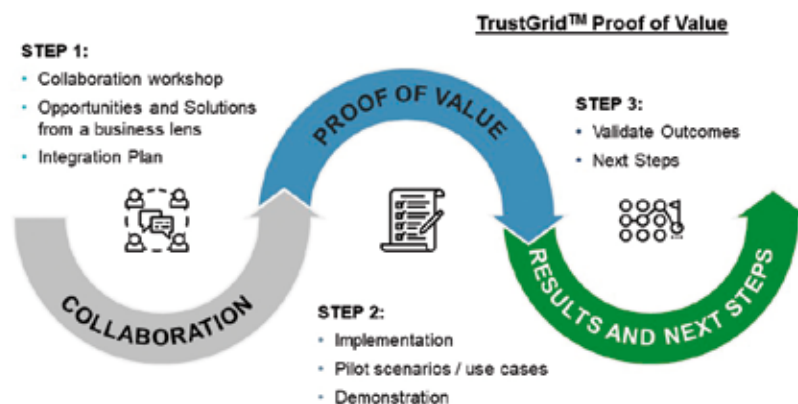 TrustGrid™ Proof of Value
STEP 1:
• Collaboration workshop
• Opportunities and Solutions
from a business lens
• Integration Plan
COLLABORATION
PROOF OF VALUE
STEP 2:
• Implementation
• Pilot scenarios / use cases
• Demonstration
STEP 3:
• Validate Outcomes
• Next Steps
RESULTS AND NEXT STEPS